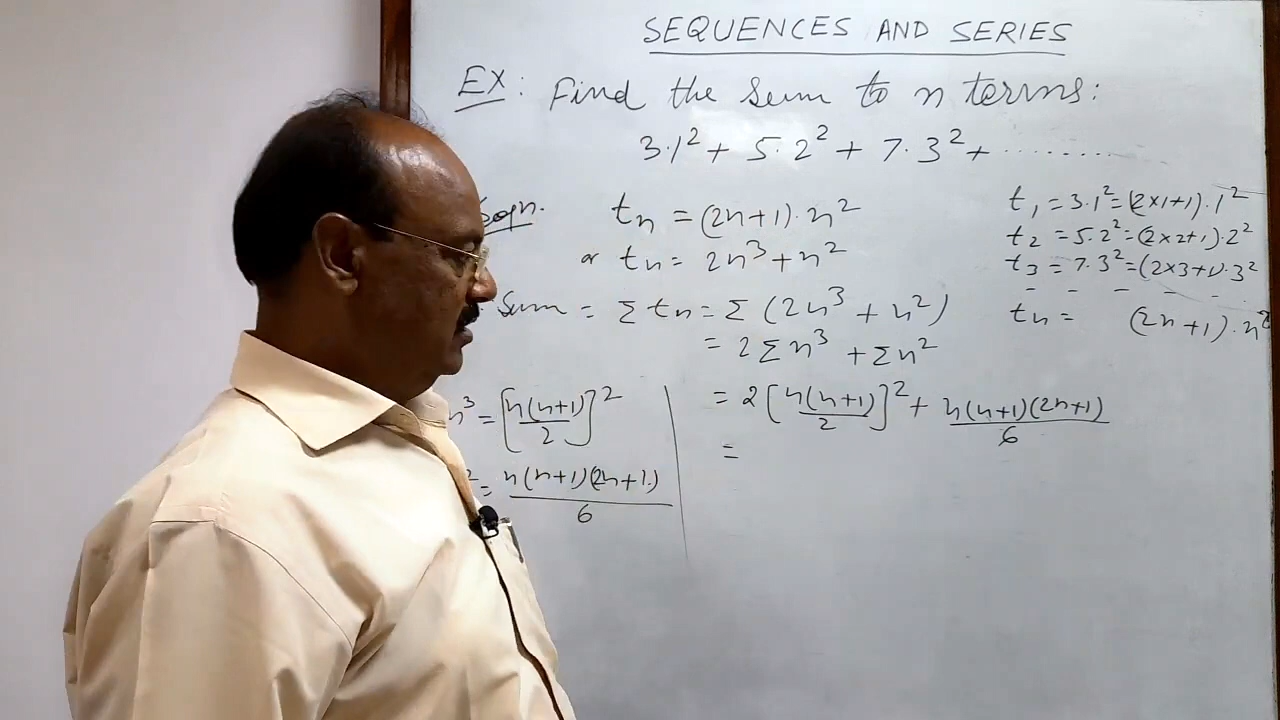 SEQUENCES AND SERIES
EX: Find the sum to n terms:
3.1² + 5.2² + 7.3² + ........
Soln. tn = (2n+1).n²
or tn = 2n³ + n²
Sum = Σ tn = Σ (2n³ + n²)
= 2Σn³ + Σn²
= 2[n(n+1)/2]² + n(n+1)(2n+1)/6
=
n³ = [n(n+1)/2]²
² = n(n+1)(2n+1)/6
t₁ = 3.1² = (2×1+1).1²
t₂ = 5.2² = (2×2+1).2²
t₃ = 7.3² = (2×3+1).3²
- - - - - -
tn = (2n+1).n²